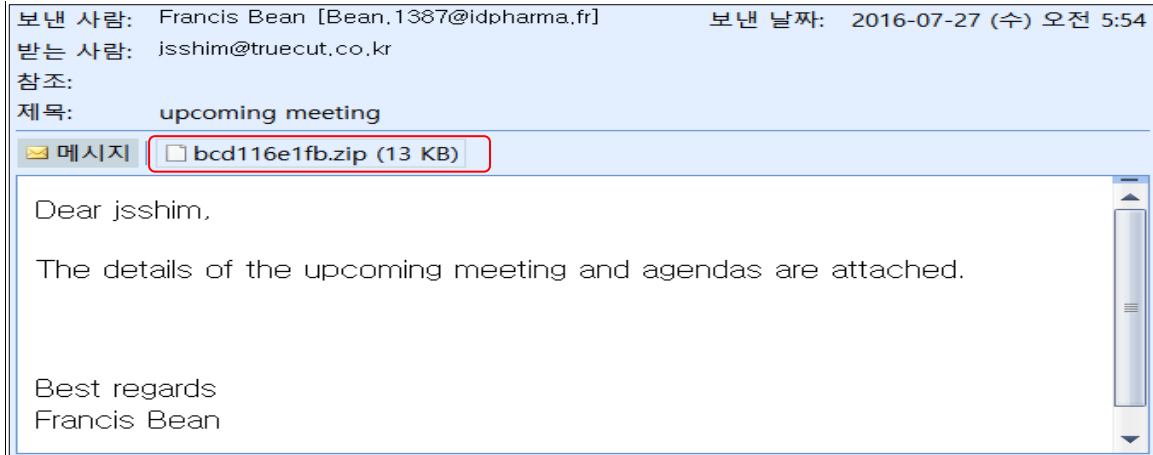 보낸 사람: Francis Bean [Bean.1387@idpharma.fr] 보낸 날짜: 2016-07-27 (수) 오전 5:54
받는 사람: jsshim@truecut.co.kr
참조:
제목: upcoming meeting
메시지 bcd116e1fb.zip (13 KB)
Dear jsshim,
The details of the upcoming meeting and agendas are attached.
Best regards
Francis Bean